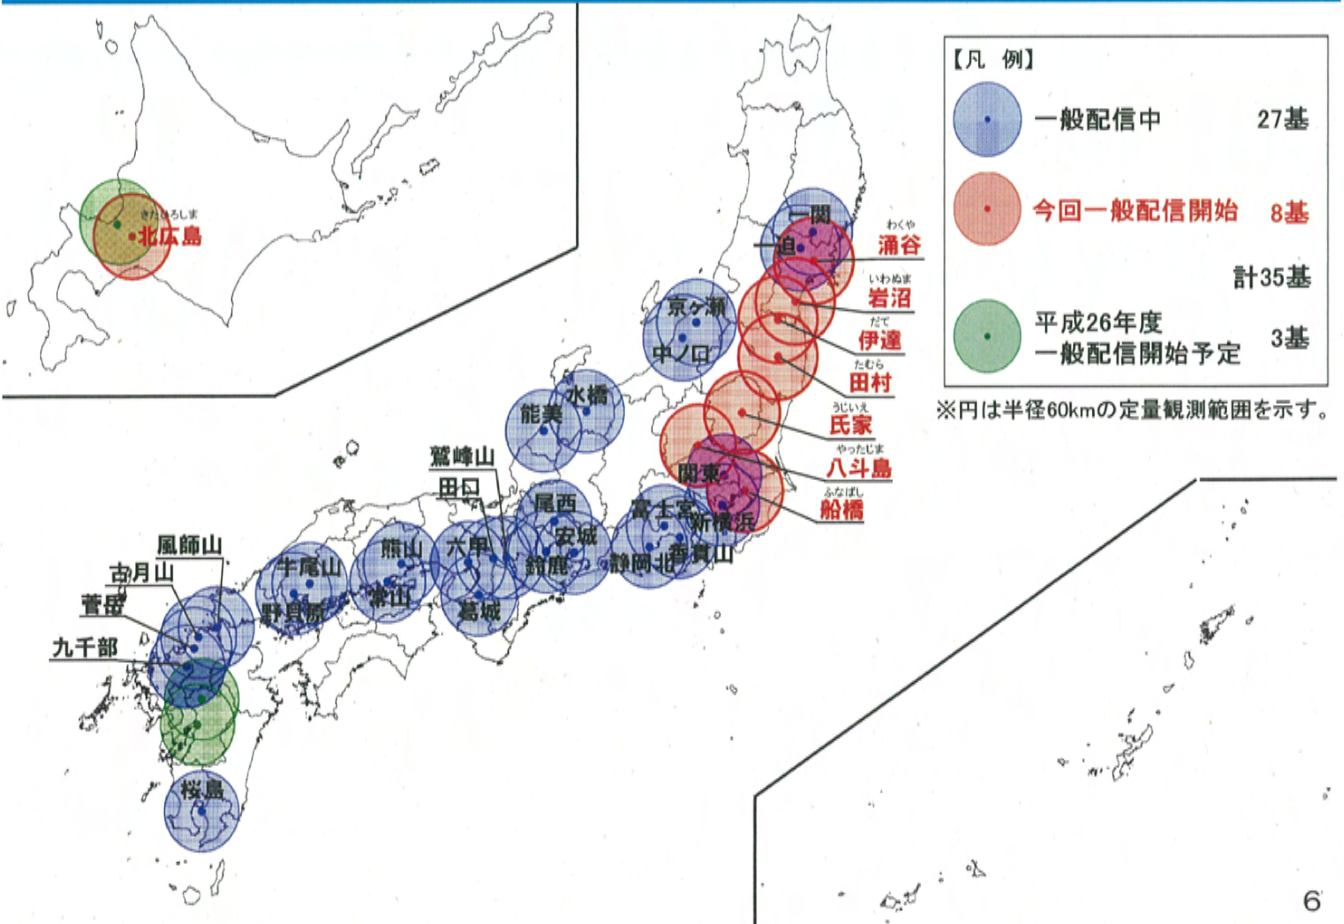 【凡 例】
一般配信中 27基
今回一般配信開始 8基
計35基
平成26年度
一般配信開始予定 3基
※円は半径60kmの定量観測範囲を示す。
きたひろしま
北広島
一関
一迫
わくや
涌谷
いわぬま
岩沼
だて
伊達
たむら
田村
うじいえ
氏家
やったじま
八斗島
ふなばし
船橋
京ヶ瀬
中ノ口
水橋
能美
関東
新横浜
富士宮
香貫山
静岡北
鷲峰山
田口
尾西
安城
鈴鹿
六甲
葛城
熊山
常山
牛尾山
野貝原
風師山
古月山
菅岳
九千部
桜島
6